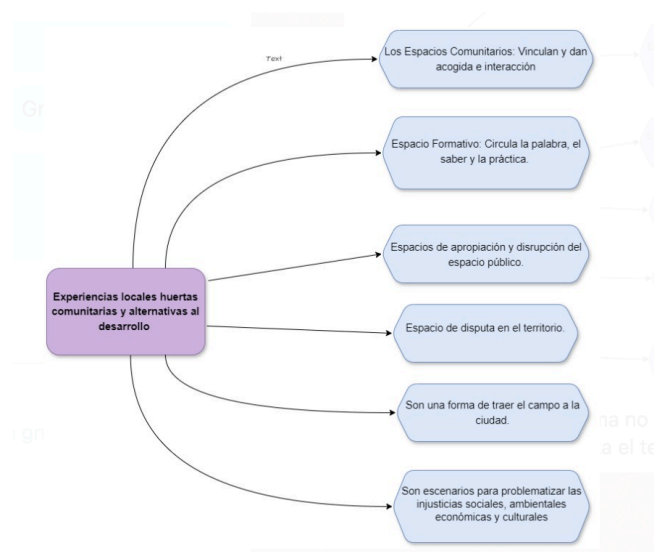 Text
Los Espacios Comunitarios: Vinculan y dan
acogida e interacción
Espacio Formativo: Circula la palabra, el
saber y la práctica.
Espacios de apropiación y disrupción del
espacio público.
Experiencias locales huertas
comunitarias y alternativas al
desarrollo
Espacio de disputa en el territorio.
Son una forma de traer el campo a la
ciudad.
Son escenarios para problematizar las
injusticias sociales, ambientales
económicas y culturales